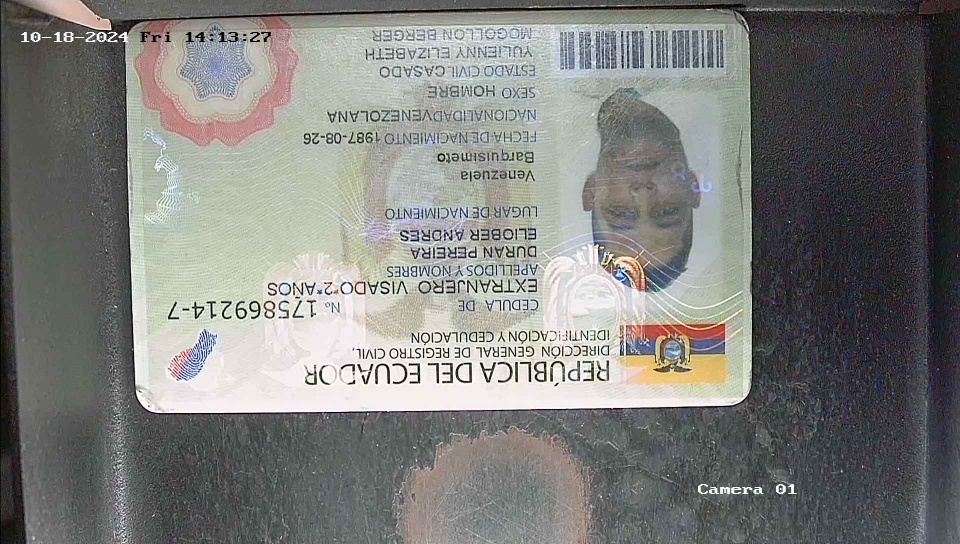 10-18-2024 Fri 14:13:27
REPÚBLICA DEL ECUADOR
DIRECCIÓN GENERAL DE REGISTRO CIVIL,
IDENTIFICACIÓN Y CEDULACIÓN
CÉDULA DE No. 175869214-7
EXTRANJERO VISADO*2*AÑOS
APELLIDOS Y NOMBRES
DURAN PEREIRA
ELIOBER ANDRES
LUGAR DE NACIMIENTO
Venezuela
Barquisimeto
FECHA DE NACIMIENTO 1987-08-26
NACIONALIDAD VENEZOLANA
SEXO HOMBRE
ESTADO CIVIL CASADO
YULIENNY ELIZABETH
MOGOLLON BERGER
Camera 01